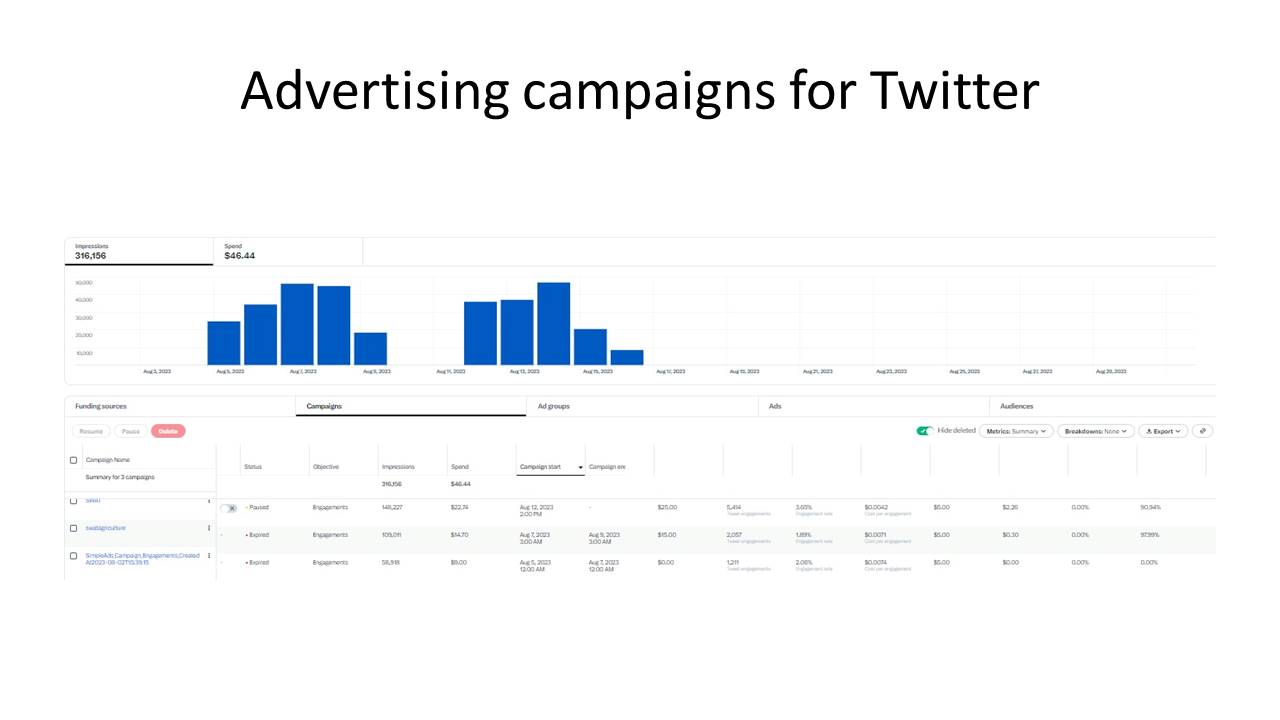 Advertising campaigns for Twitter
Impressions
316,156
Spend
$46.44
50,000
40,000
30,000
20,000
10,000
Aug 3, 2023 Aug 5, 2023 Aug 7, 2023 Aug 9, 2023 Aug 11, 2023 Aug 13, 2023 Aug 15, 2023 Aug 17, 2023 Aug 19, 2023 Aug 21, 2023 Aug 23, 2023 Aug 25, 2023 Aug 27, 2023 Aug 29, 2023
Funding sources Campaigns Ad groups Ads Audiences
Resume Pause Delete Hide deleted Metrics: Summary Breakdowns: None Export
Campaign Name Status Objective Impressions Spend Campaign start Campaign en
Summary for 3 campaigns 316,156 $46.44
Paused Engagements 148,227 $22.74 Aug 12, 2023 - $25.00 5,414 3.65% $0.0042 $5.00 $2.26 0.00% 90.94%
2:00 PM Tweet engagements Engagement rate Cost per engagement
swatagriculture - Expired Engagements 109,011 $14.70 Aug 7, 2023 Aug 9, 2023 $15.00 2,057 1.89% $0.0071 $5.00 $0.30 0.00% 97.99%
3:00 AM 3:00 AM Tweet engagements Engagement rate Cost per engagement
SimpleAds,Campaign,Engagements,Created - Expired Engagements 58,918 $9.00 Aug 5, 2023 Aug 7, 2023 $0.00 1,211 2.06% $0.0074 $5.00 $0.00 0.00% 0.00%
12:00 AM 12:00 AM Tweet engagements Engagement rate Cost per engagement